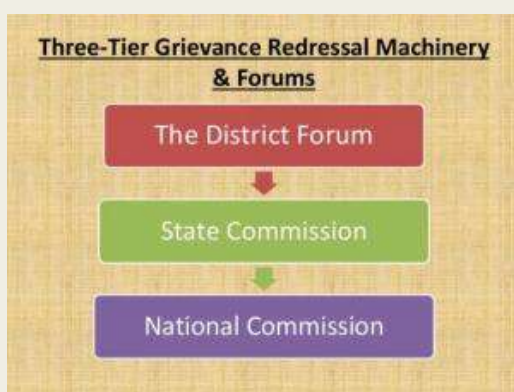 Three-Tier Grievance Redressal Machinery
& Forums
The District Forum
State Commission
National Commission